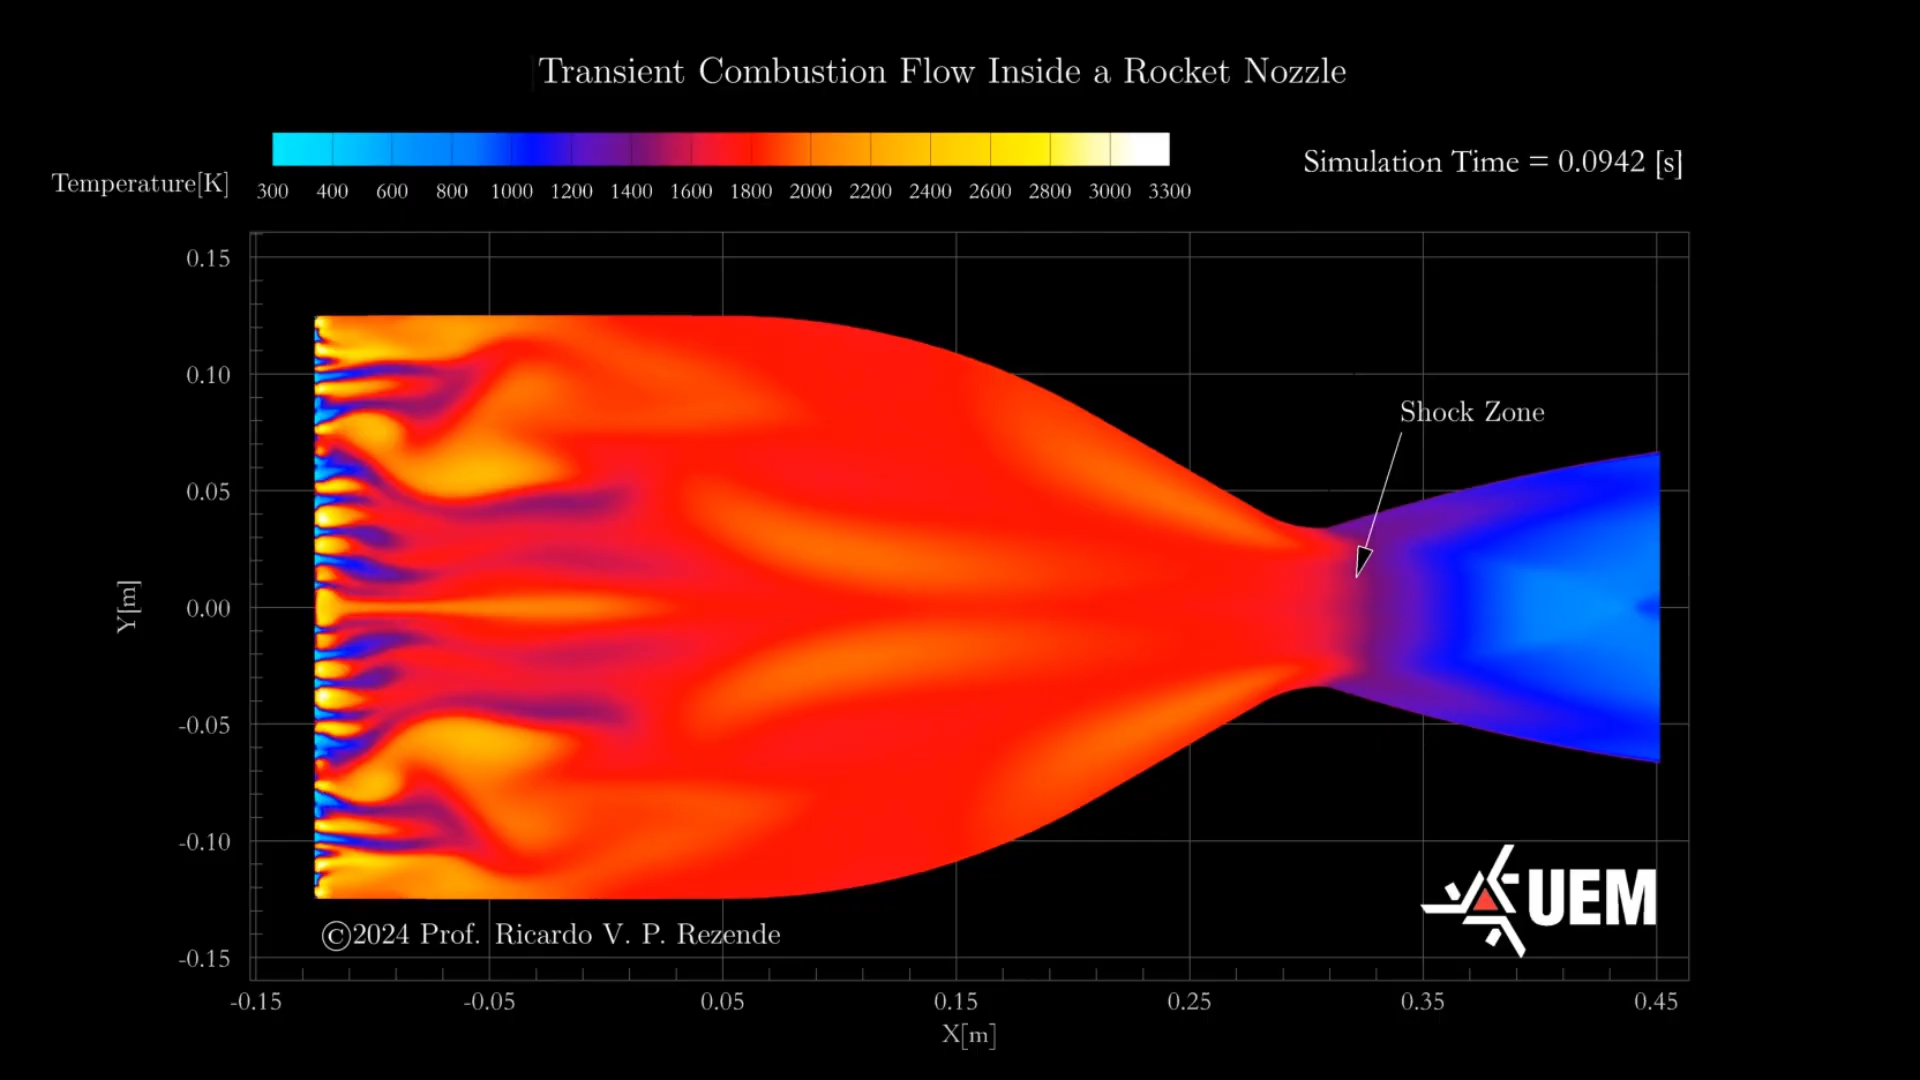 Transient Combustion Flow Inside a Rocket Nozzle
Simulation Time = 0.0942 [s]
Temperature[K]
300 400 600 800 1000 1200 1400 1600 1800 2000 2200 2400 2600 2800 3000 3300
0.15
0.10
Shock Zone
0.05
0.00
Y[m]
-0.05
-0.10
UEM
©2024 Prof. Ricardo V. P. Rezende
-0.15
-0.15 -0.05 0.05 0.15 0.25 0.35 0.45
X[m]